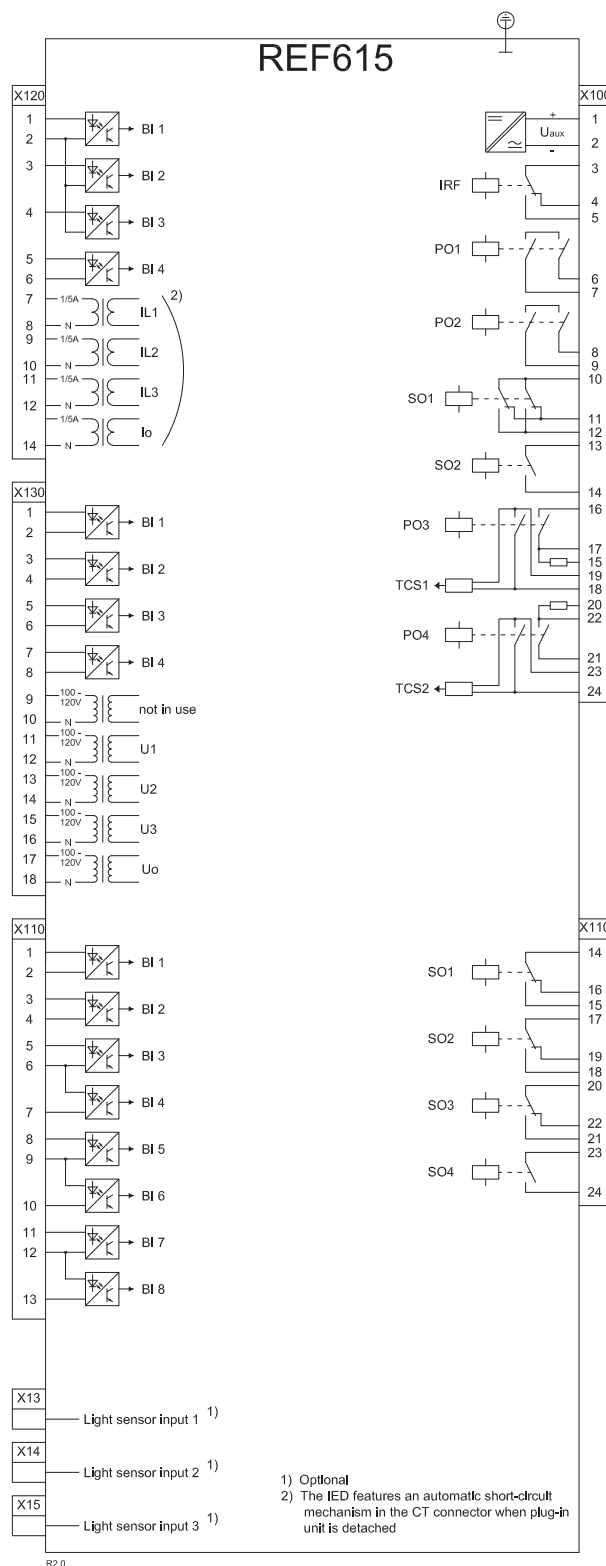 REF615
X120
1
2
BI 1
3
BI 2
4
BI 3
5
6
BI 4
7
1/5A
8
N
IL1
2)
9
1/5A
10
N
IL2
11
1/5A
12
N
IL3
1/5A
14
N
Io
X130
1
2
BI 1
3
4
BI 2
5
6
BI 3
7
8
BI 4
9
100-
120V
10
N
not in use
11
100-
120V
12
N
U1
13
100-
120V
14
N
U2
15
100-
120V
16
N
U3
17
100-
120V
18
N
Uo
X110
1
2
BI 1
3
4
BI 2
5
6
BI 3
7
BI 4
8
9
BI 5
10
BI 6
11
12
BI 7
13
BI 8
X13
Light sensor input 1 1)
X14
Light sensor input 2 1)
X15
Light sensor input 3 1)
X100
+
Uaux
-
1
2
IRF
3
4
5
PO1
6
7
PO2
8
9
SO1
10
11
12
SO2
13
14
PO3
16
17
15
TCS1
19
18
20
22
PO4
21
23
TCS2
24
X110
SO1
14
16
15
SO2
17
19
18
SO3
20
22
21
SO4
23
24
1) Optional
2) The IED features an automatic short-circuit
mechanism in the CT connector when plug-in
unit is detached
R2.0